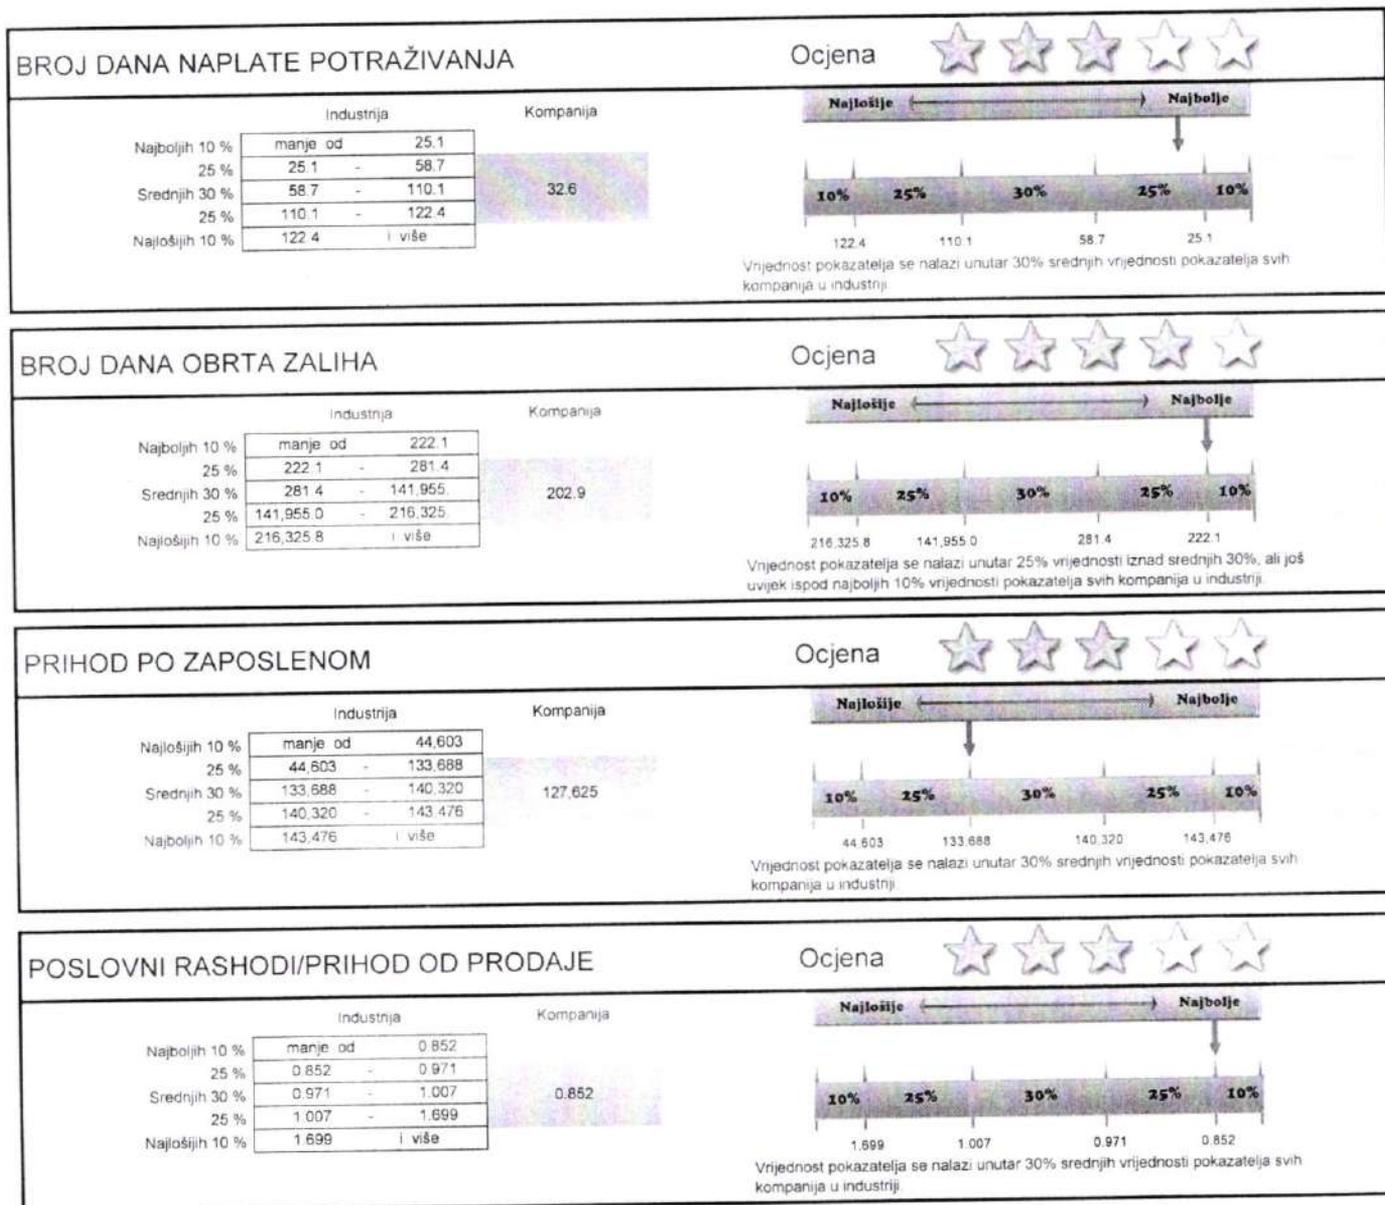 BROJ DANA NAPLATE POTRAŽIVANJA
Ocjena
Industrija Kompanija
Najboljih 10 % manje od 25.1
25 % 25.1 - 58.7
Srednjih 30 % 58.7 - 110.1
25 % 110.1 - 122.4
Najlošijih 10 % 122.4 i više
32.6
Najlošije Najbolje
10% 25% 30% 25% 10%
122.4 110.1 58.7 25.1
Vrijednost pokazatelja se nalazi unutar 30% srednjih vrijednosti pokazatelja svih
kompanija u industriji.
BROJ DANA OBRTA ZALIHA
Ocjena
Industrija Kompanija
Najboljih 10 % manje od 222.1
25 % 222.1 - 281.4
Srednjih 30 % 281.4 - 141,955.
25 % 141,955.0 - 216,325.
Najlošijih 10 % 216,325.8 i više
202.9
Najlošije Najbolje
10% 25% 30% 25% 10%
216,325.8 141,955.0 281.4 222.1
Vrijednost pokazatelja se nalazi unutar 25% vrijednosti iznad srednjih 30%, ali još
uvijek ispod najboljih 10% vrijednosti pokazatelja svih kompanija u industriji.
PRIHOD PO ZAPOSLENOM
Ocjena
Industrija Kompanija
Najlošijih 10 % manje od 44,603
25 % 44,603 - 133,688
Srednjih 30 % 133,688 - 140,320
25 % 140,320 - 143,476
Najboljih 10 % 143,476 i više
127,625
Najlošije Najbolje
10% 25% 30% 25% 10%
44,603 133,688 140,320 143,476
Vrijednost pokazatelja se nalazi unutar 30% srednjih vrijednosti pokazatelja svih
kompanija u industriji.
POSLOVNI RASHODI/PRIHOD OD PRODAJE
Ocjena
Industrija Kompanija
Najboljih 10 % manje od 0.852
25 % 0.852 - 0.971
Srednjih 30 % 0.971 - 1.007
25 % 1.007 - 1.699
Najlošijih 10 % 1.699 i više
0.852
Najlošije Najbolje
10% 25% 30% 25% 10%
1.699 1.007 0.971 0.852
Vrijednost pokazatelja se nalazi unutar 30% srednjih vrijednosti pokazatelja svih
kompanija u industriji.